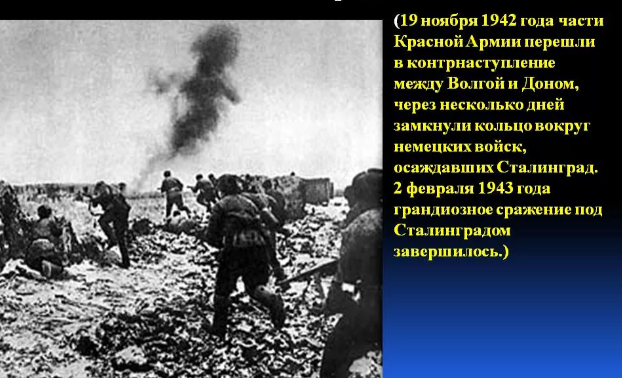 (19 ноября 1942 года части
Красной Армии перешли
в контрнаступление
между Волгой и Доном,
через несколько дней
замкнули кольцо вокруг
немецких войск,
осаждавших Сталинград.
2 февраля 1943 года
грандиозное сражение под
Сталинградом
завершилось.)